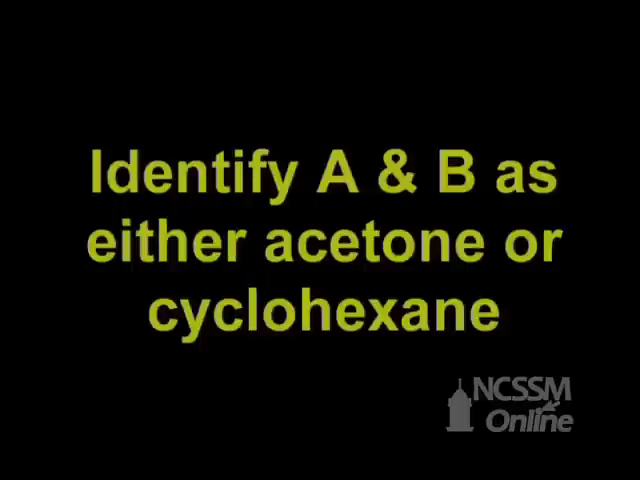 Identify A & B as
either acetone or
cyclohexane
NCSSM
Online